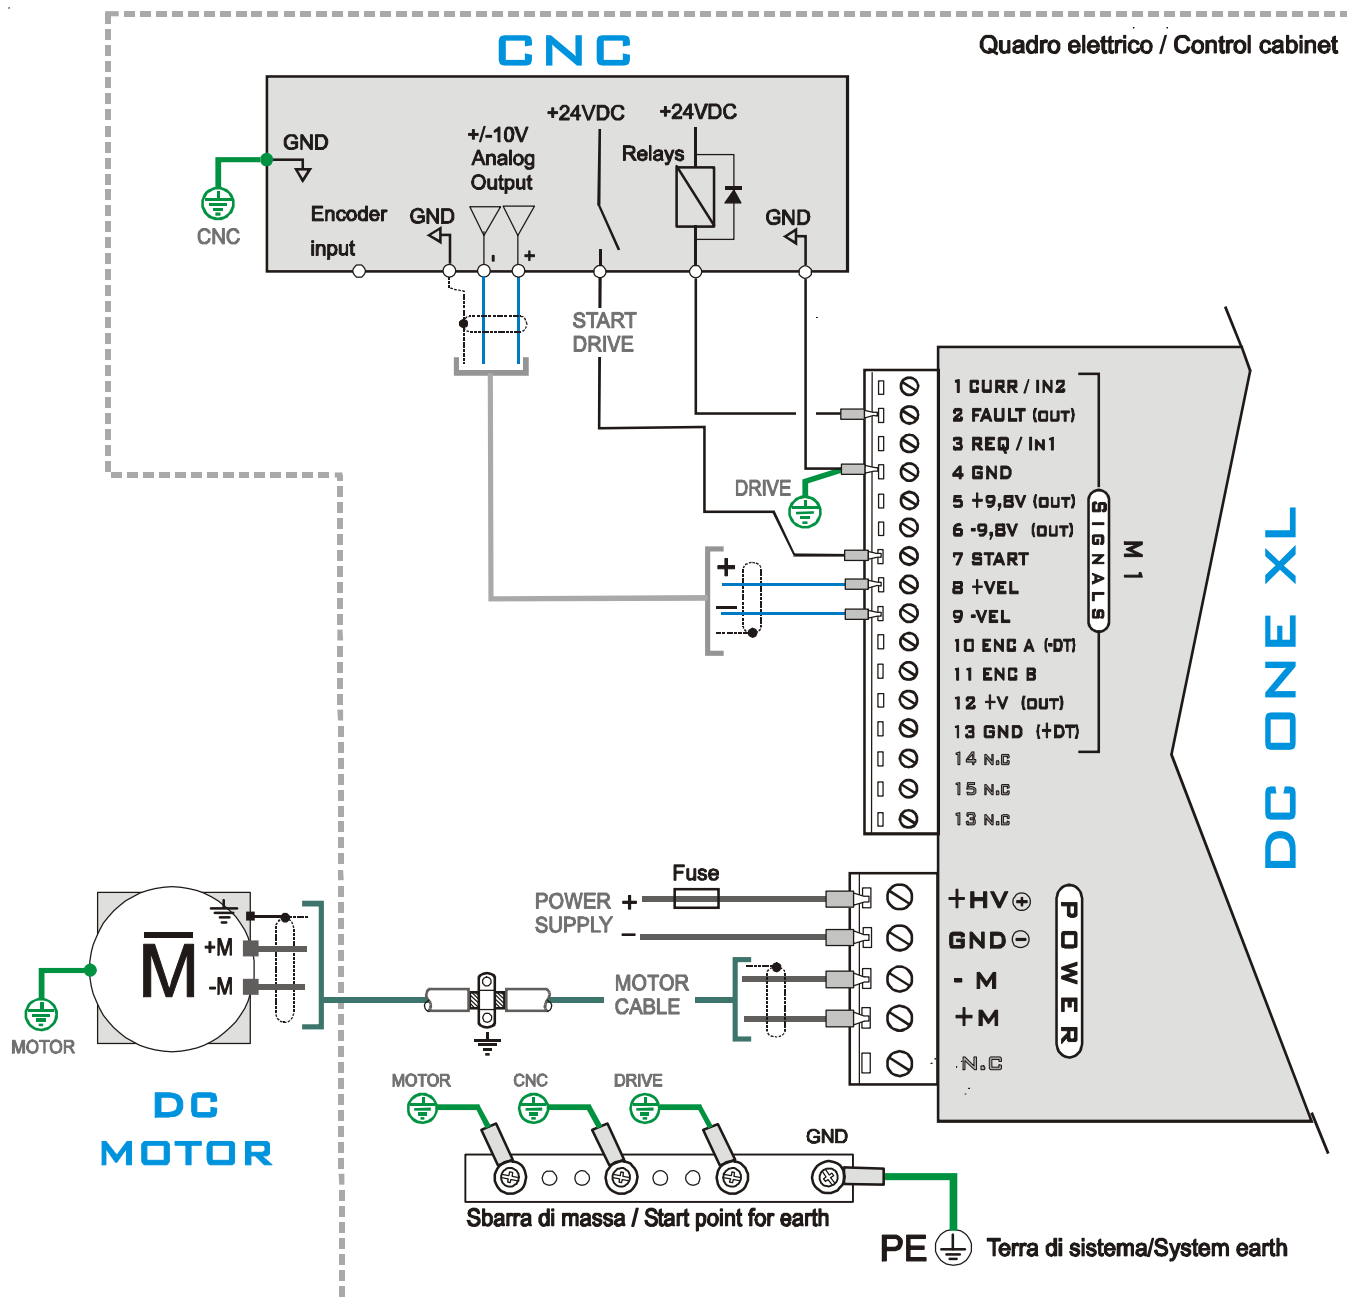 Quadro elettrico / Control cabinet
CNC
+24VDC
+24VDC
+/-10V
Analog
Output
Relays
GND
Encoder
input
GND
GND
CNC
-
+
START
DRIVE
1 CURR / IN2
2 FAULT (OUT)
3 REQ / IN1
4 GND
5 +9,8V (OUT)
6 -9,8V (OUT)
7 START
8 +VEL
9 -VEL
10 ENC A (-DT)
11 ENC B
12 +V (OUT)
13 GND (+DT)
14 N.C
15 N.C
13 N.C
SIGNALS
M 1
DC ONE XL
DRIVE
+
-
Fuse
POWER
SUPPLY
+
-
+HV +
GND -
- M
+M
N.C
POWER
MOTOR
CABLE
M
+M
-M
MOTOR
DC
MOTOR
MOTOR
CNC
DRIVE
GND
Sbarra di massa / Start point for earth
PE
Terra di sistema/System earth